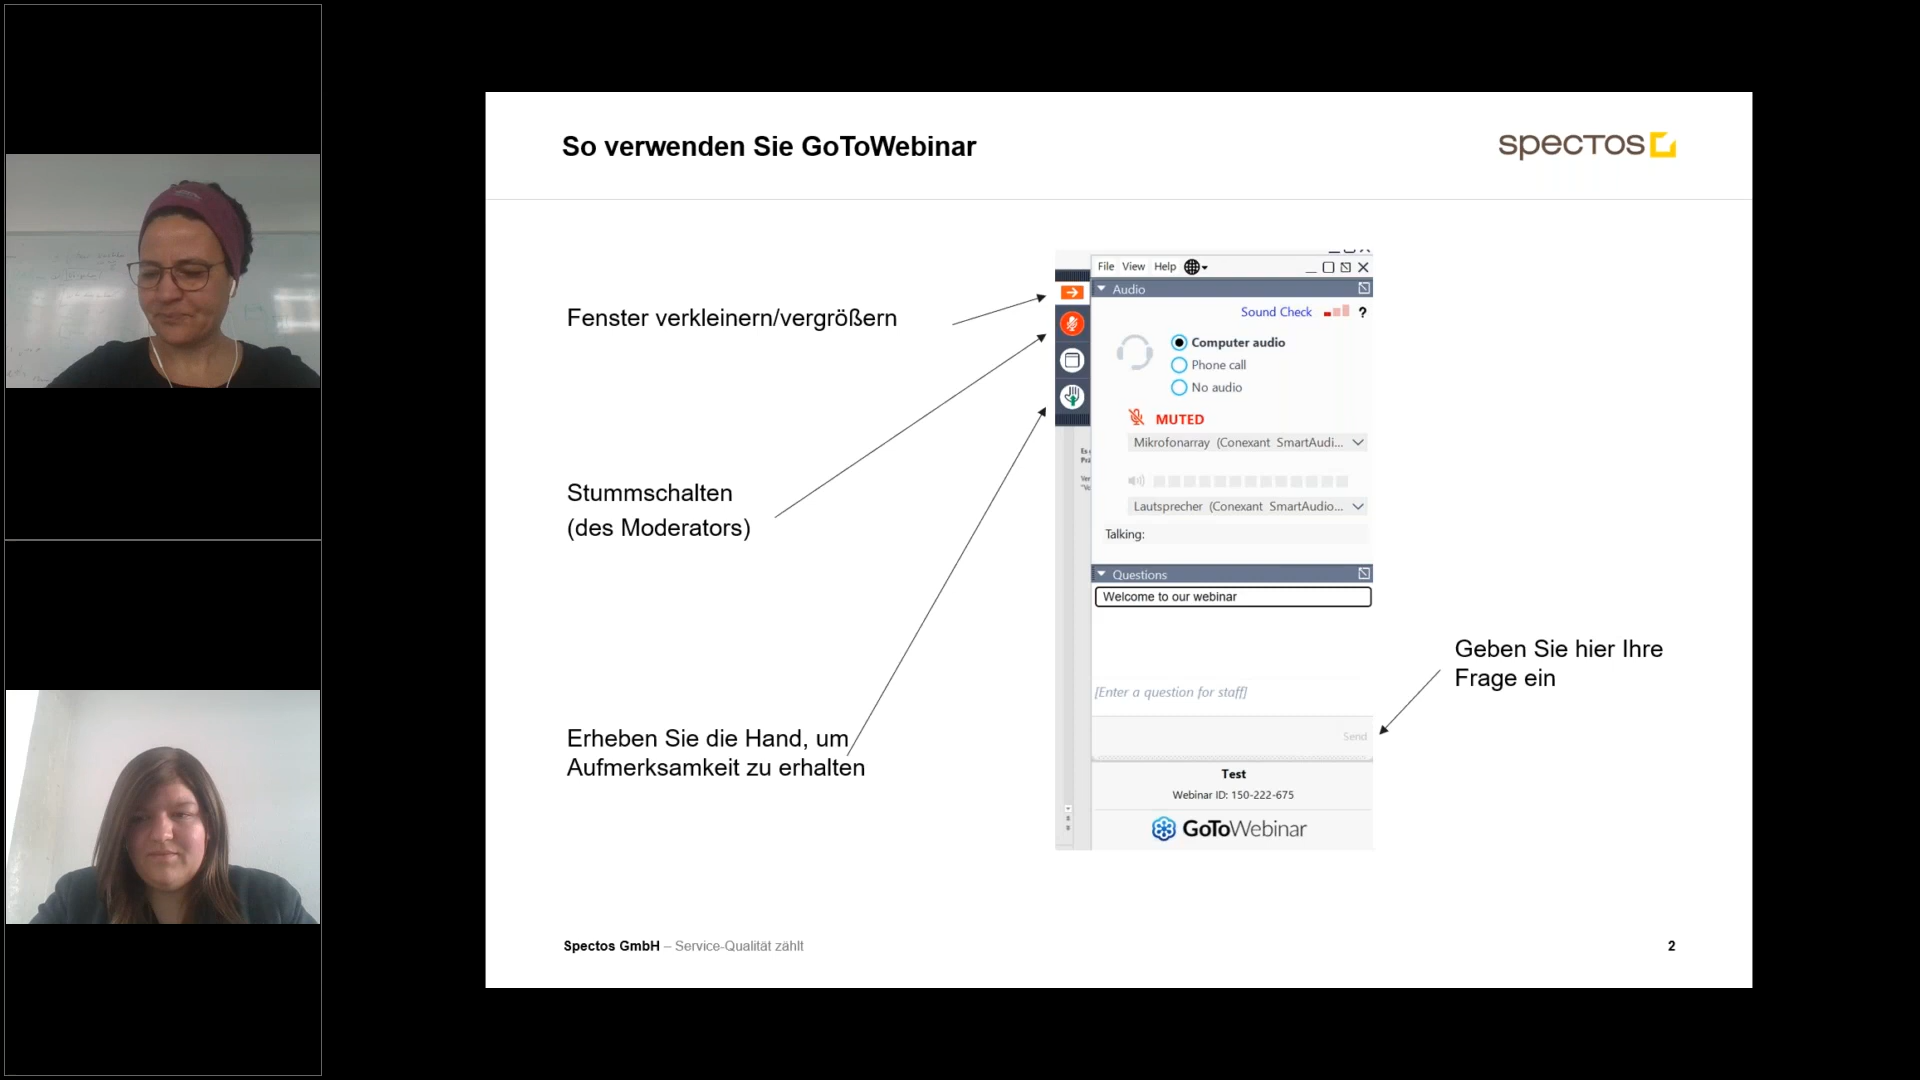 So verwenden Sie GoToWebinar
specTos
Fenster verkleinern/vergrößern
Stummschalten
(des Moderators)
Erheben Sie die Hand, um
Aufmerksamkeit zu erhalten
File View Help
Audio
Sound Check ?
Computer audio
Phone call
No audio
MUTED
Mikrofonarray (Conexant SmartAudi...
Lautsprecher (Conexant SmartAudio...
Talking:
Questions
Welcome to our webinar
[Enter a question for staff]
Send
Test
Webinar ID: 150-222-675
GoToWebinar
Geben Sie hier Ihre
Frage ein
Spectos GmbH – Service-Qualität zählt
2